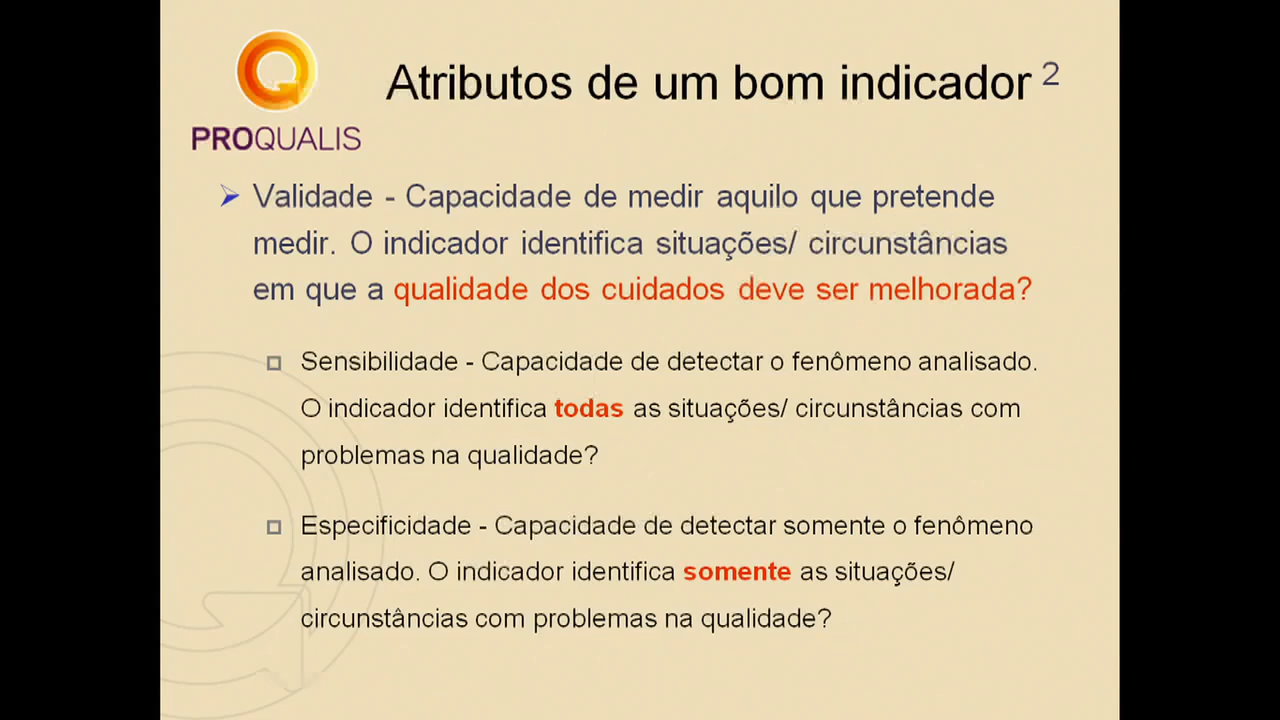 Atributos de um bom indicador 2
PROQUALIS
➢ Validade - Capacidade de medir aquilo que pretende
medir. O indicador identifica situações/ circunstâncias
em que a qualidade dos cuidados deve ser melhorada?
Sensibilidade - Capacidade de detectar o fenômeno analisado.
O indicador identifica todas as situações/ circunstâncias com
problemas na qualidade?
Especificidade - Capacidade de detectar somente o fenômeno
analisado. O indicador identifica somente as situações/
circunstâncias com problemas na qualidade?